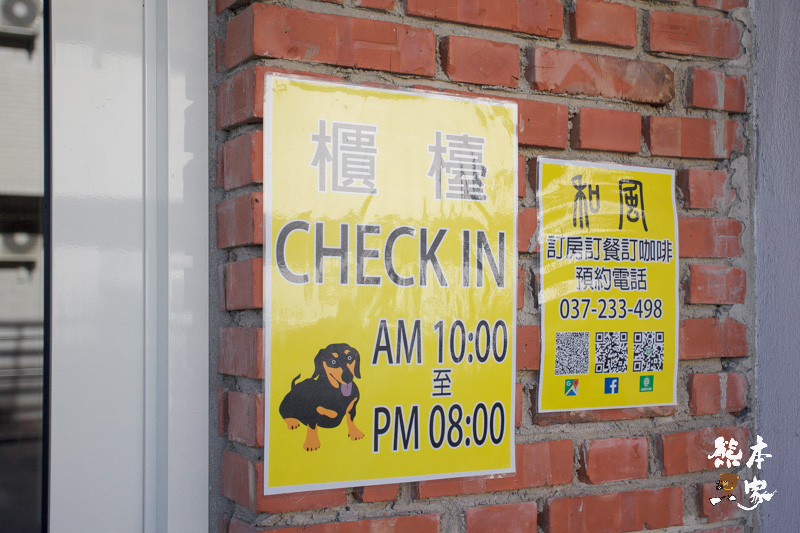 櫃 檯
CHECK IN
AM 10:00
至
PM 08:00
和風
訂房訂餐訂咖啡
預約電話
037-233-498
熊本一家